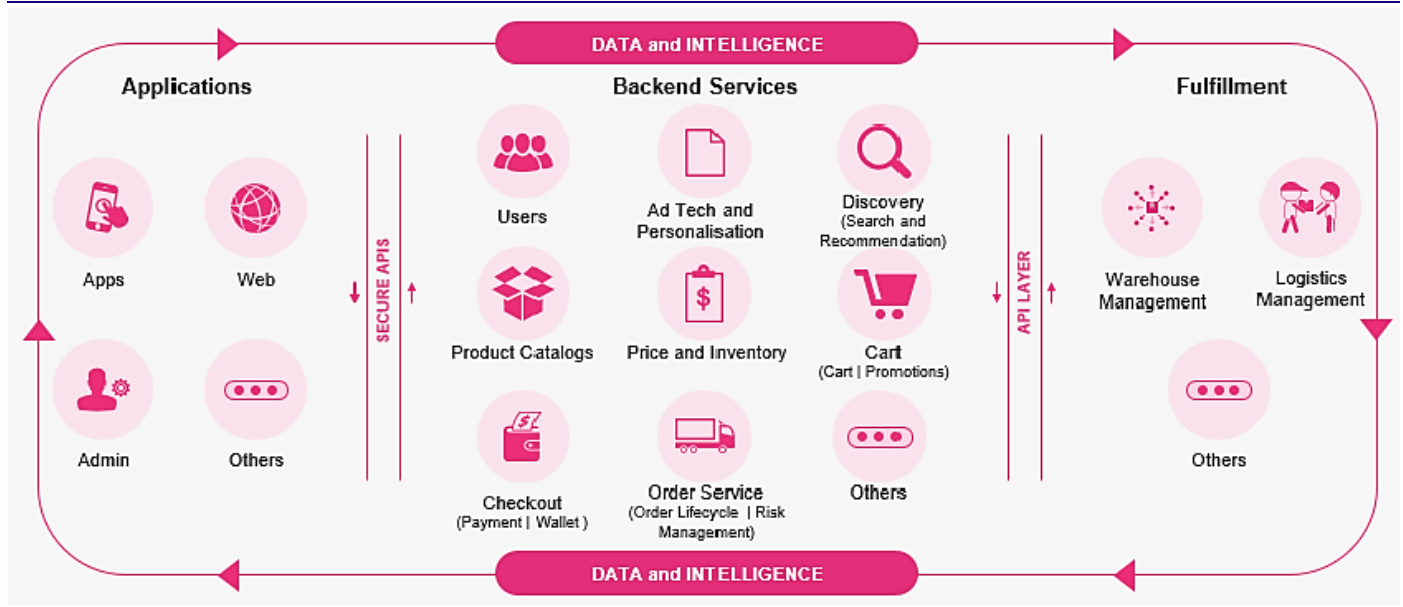 DATA and INTELLIGENCE
Applications
Backend Services
Fulfillment
Apps
Web
Admin
Others
SECURE APIS
Users
Ad Tech and
Personalisation
Discovery
(Search and
Recommendation)
Product Catalogs
$
Price and Inventory
Cart
(Cart | Promotions)
$
Checkout
(Payment | Wallet )
Order Service
(Order Lifecycle | Risk
Management)
Others
API LAYER
Warehouse
Management
Logistics
Management
Others
DATA and INTELLIGENCE